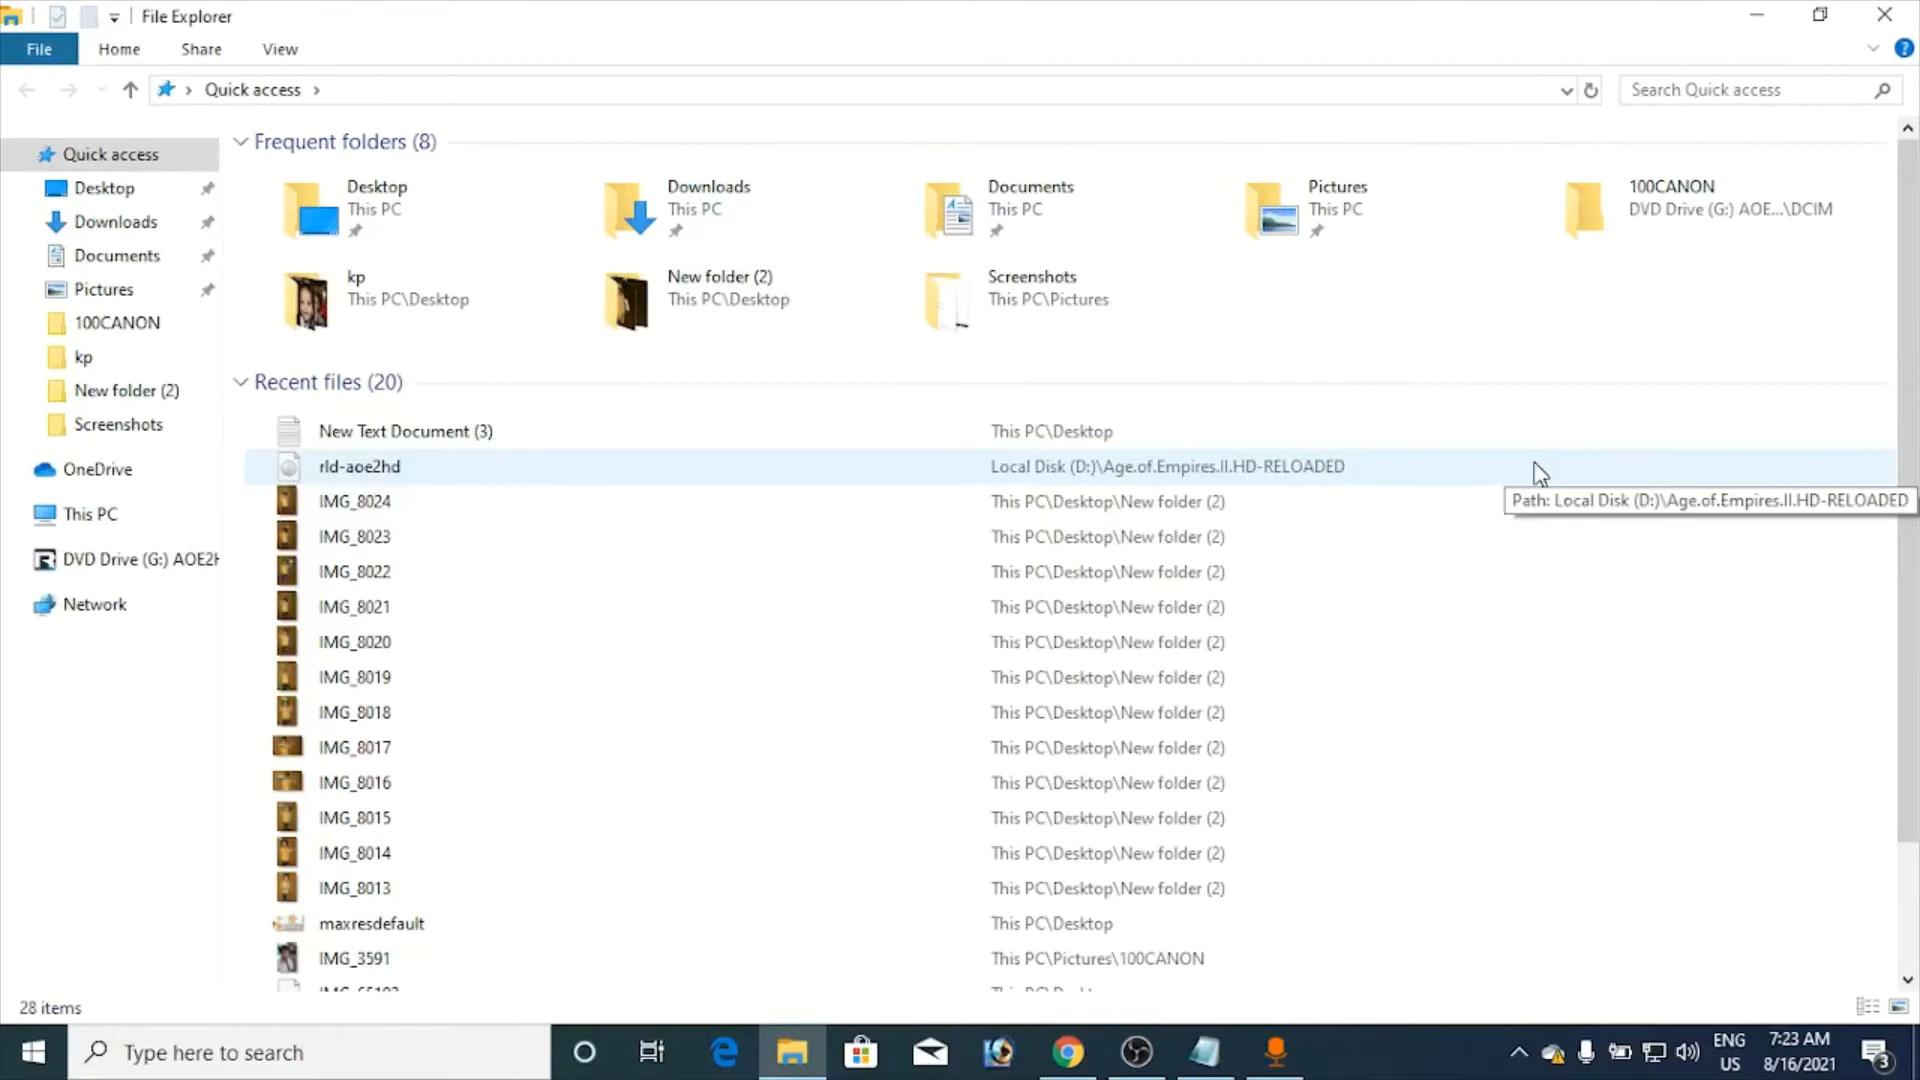 File Explorer
File Home Share View
Quick access
Search Quick access
Quick access
Desktop
Downloads
Documents
Pictures
100CANON
kp
New folder (2)
Screenshots
OneDrive
This PC
DVD Drive (G:) AOE2H
Network
Frequent folders (8)
Desktop
This PC
Downloads
This PC
Documents
This PC
Pictures
This PC
100CANON
DVD Drive (G:) AOE...\DCIM
kp
This PC\Desktop
New folder (2)
This PC\Desktop
Screenshots
This PC\Pictures
Recent files (20)
New Text Document (3) This PC\Desktop
rld-aoe2hd Local Disk (D:)\Age.of.Empires.II.HD-RELOADED
Path: Local Disk (D:)\Age.of.Empires.II.HD-RELOADED
IMG_8024 This PC\Desktop\New folder (2)
IMG_8023 This PC\Desktop\New folder (2)
IMG_8022 This PC\Desktop\New folder (2)
IMG_8021 This PC\Desktop\New folder (2)
IMG_8020 This PC\Desktop\New folder (2)
IMG_8019 This PC\Desktop\New folder (2)
IMG_8018 This PC\Desktop\New folder (2)
IMG_8017 This PC\Desktop\New folder (2)
IMG_8016 This PC\Desktop\New folder (2)
IMG_8015 This PC\Desktop\New folder (2)
IMG_8014 This PC\Desktop\New folder (2)
IMG_8013 This PC\Desktop\New folder (2)
maxresdefault This PC\Desktop
IMG_3591 This PC\Pictures\100CANON
28 items
Type here to search
ENG
US
7:23 AM
8/16/2021
3